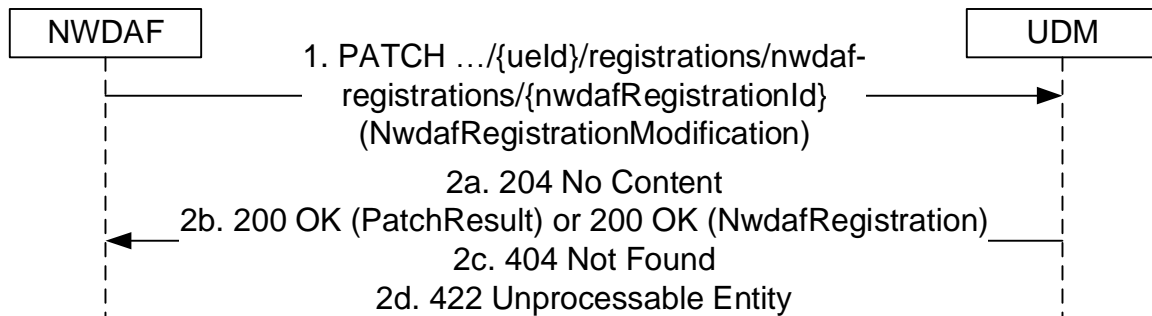 NWDAF
UDM
1. PATCH …/{ueId}/registrations/nwdaf-
registrations/{nwdafRegistrationId}
(NwdafRegistrationModification)
2a. 204 No Content
2b. 200 OK (PatchResult) or 200 OK (NwdafRegistration)
2c. 404 Not Found
2d. 422 Unprocessable Entity